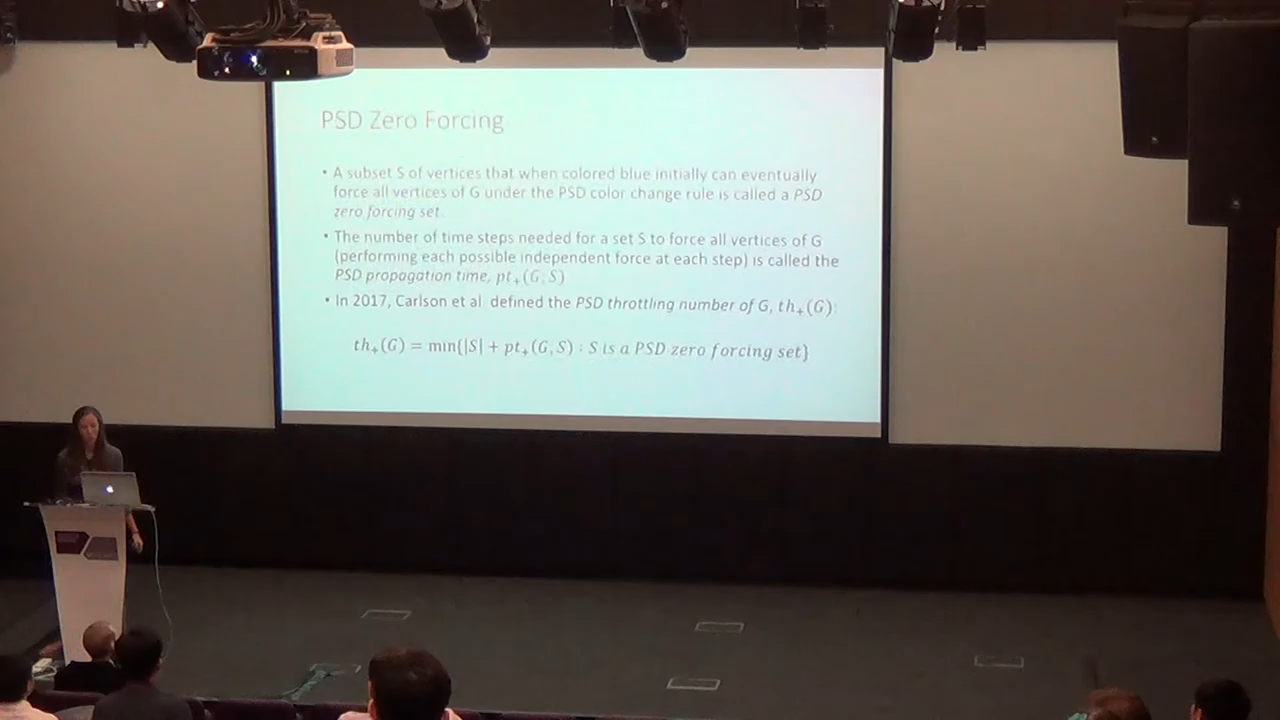 PSD Zero Forcing
• A subset S of vertices that when colored blue initially can eventually
force all vertices of G under the PSD color change rule is called a PSD
zero forcing set.
• The number of time steps needed for a set S to force all vertices of G
(performing each possible independent force at each step) is called the
PSD propagation time, pt₊(G; S)
• In 2017, Carlson et al. defined the PSD throttling number of G, th₊(G):
th₊(G) = min{|S| + pt₊(G, S) : S is a PSD zero forcing set}